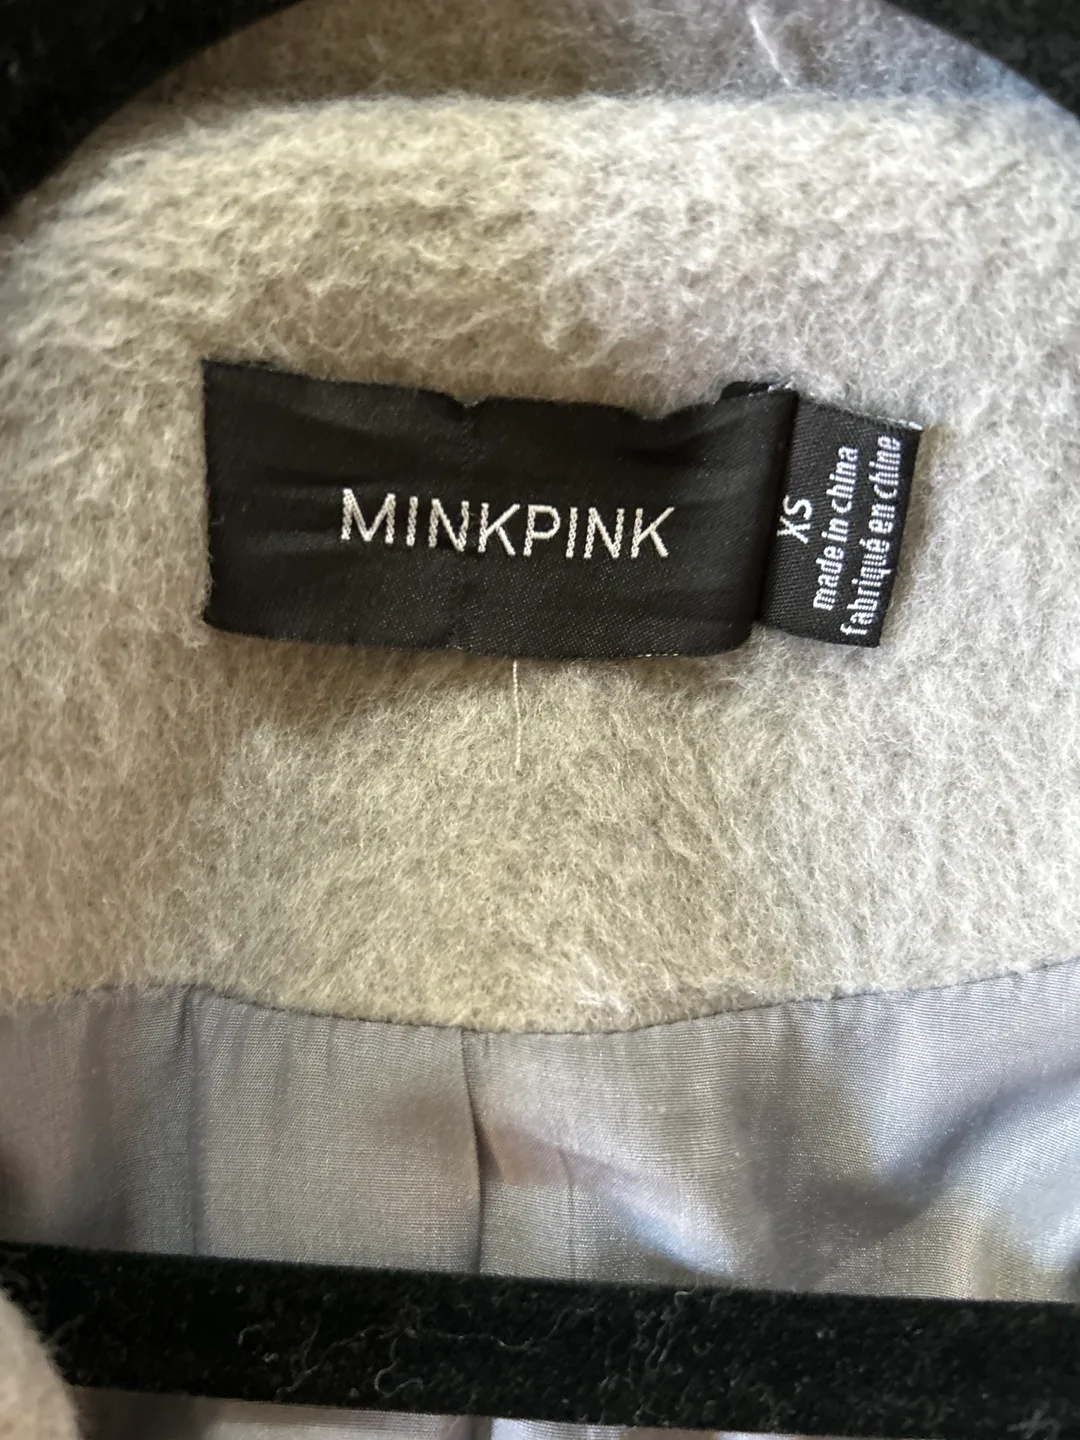 MINKPINK
XS
made in china
fabriqué en chine